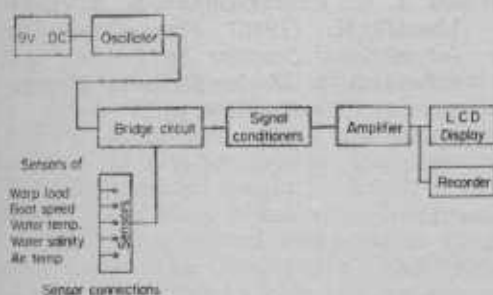 9V DC
Oscillator
Bridge circuit
Signal
conditioners
Amplifier
LCD
Display
Recorder
Sensors of
Warp load
Boat speed
Water temp.
Water salinity
Air temp
Sensors
Sensor connections